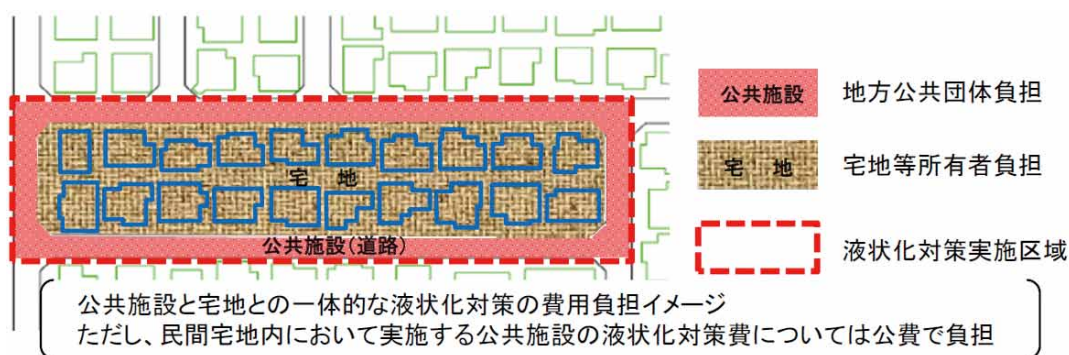 公共施設 地方公共団体負担
宅 地 宅地等所有者負担
液状化対策実施区域
宅 地
公共施設(道路)
公共施設と宅地との一体的な液状化対策の費用負担イメージ
ただし、民間宅地内において実施する公共施設の液状化対策費については公費で負担